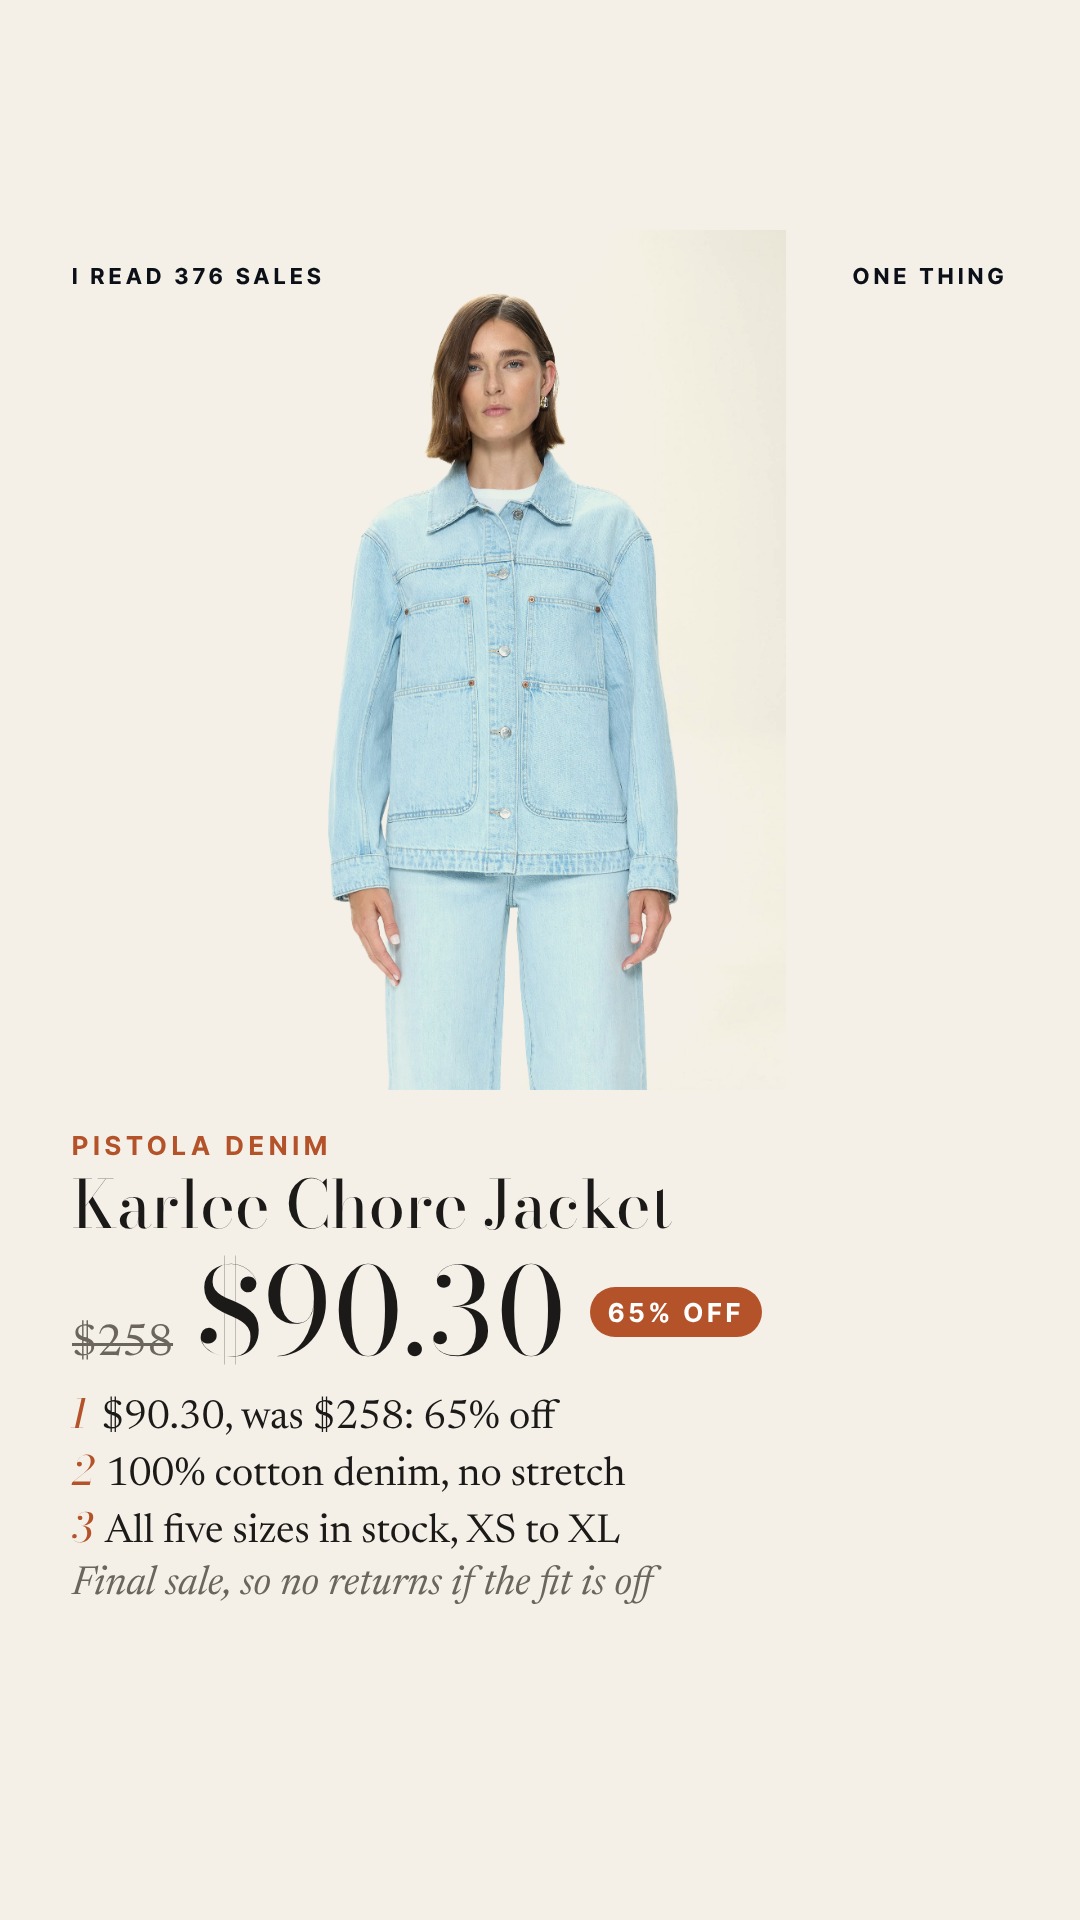 I READ 376 SALES
ONE THING
PISTOLA DENIM
Karlee Chore Jacket
$258 $90.30 65% OFF
1 $90.30, was $258: 65% off
2 100% cotton denim, no stretch
3 All five sizes in stock, XS to XL
Final sale, so no returns if the fit is off